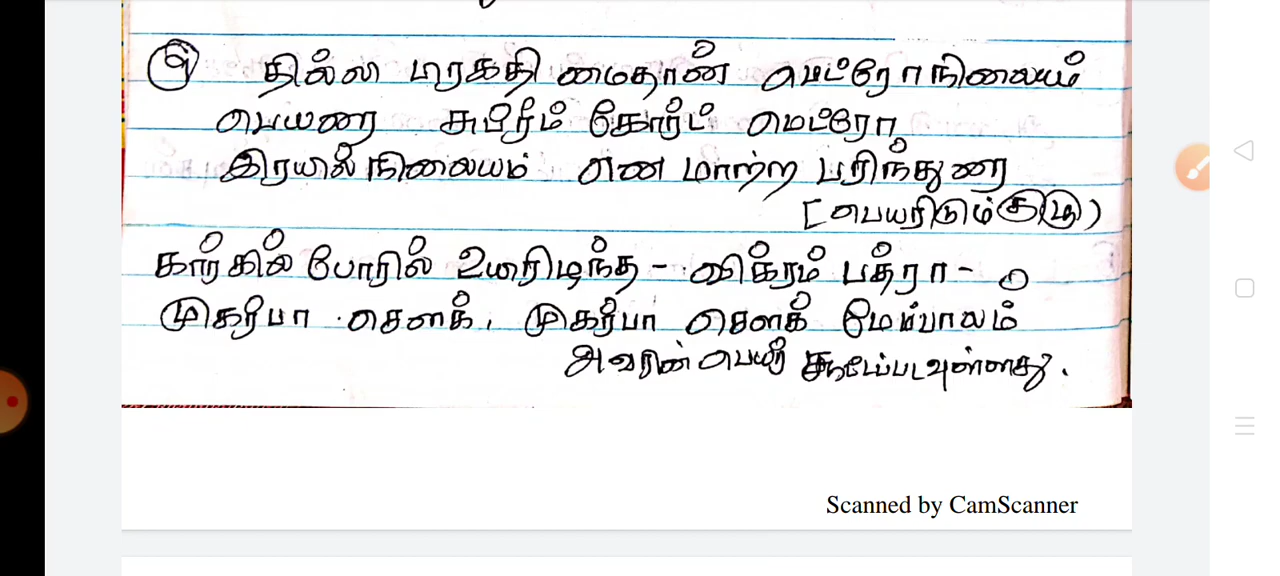 9 தில்லி பிரகதி மைதான் மெட்ரோ நிலையம்
பெயரை சுப்ரீம் கோர்ட் மெட்ரோ
இரயில் நிலையம் என மாற்ற பரிந்துரை
[பெயரிடும் குழு)
கார்கில் போரில் உயிரிழந்த - விக்ரம் பத்ரா -
முகர்பா சௌக், முகர்பா சௌக் மேம்பாலம்
அவரின் பெயர் சூட்டப்படவுள்ளது.
Scanned by CamScanner